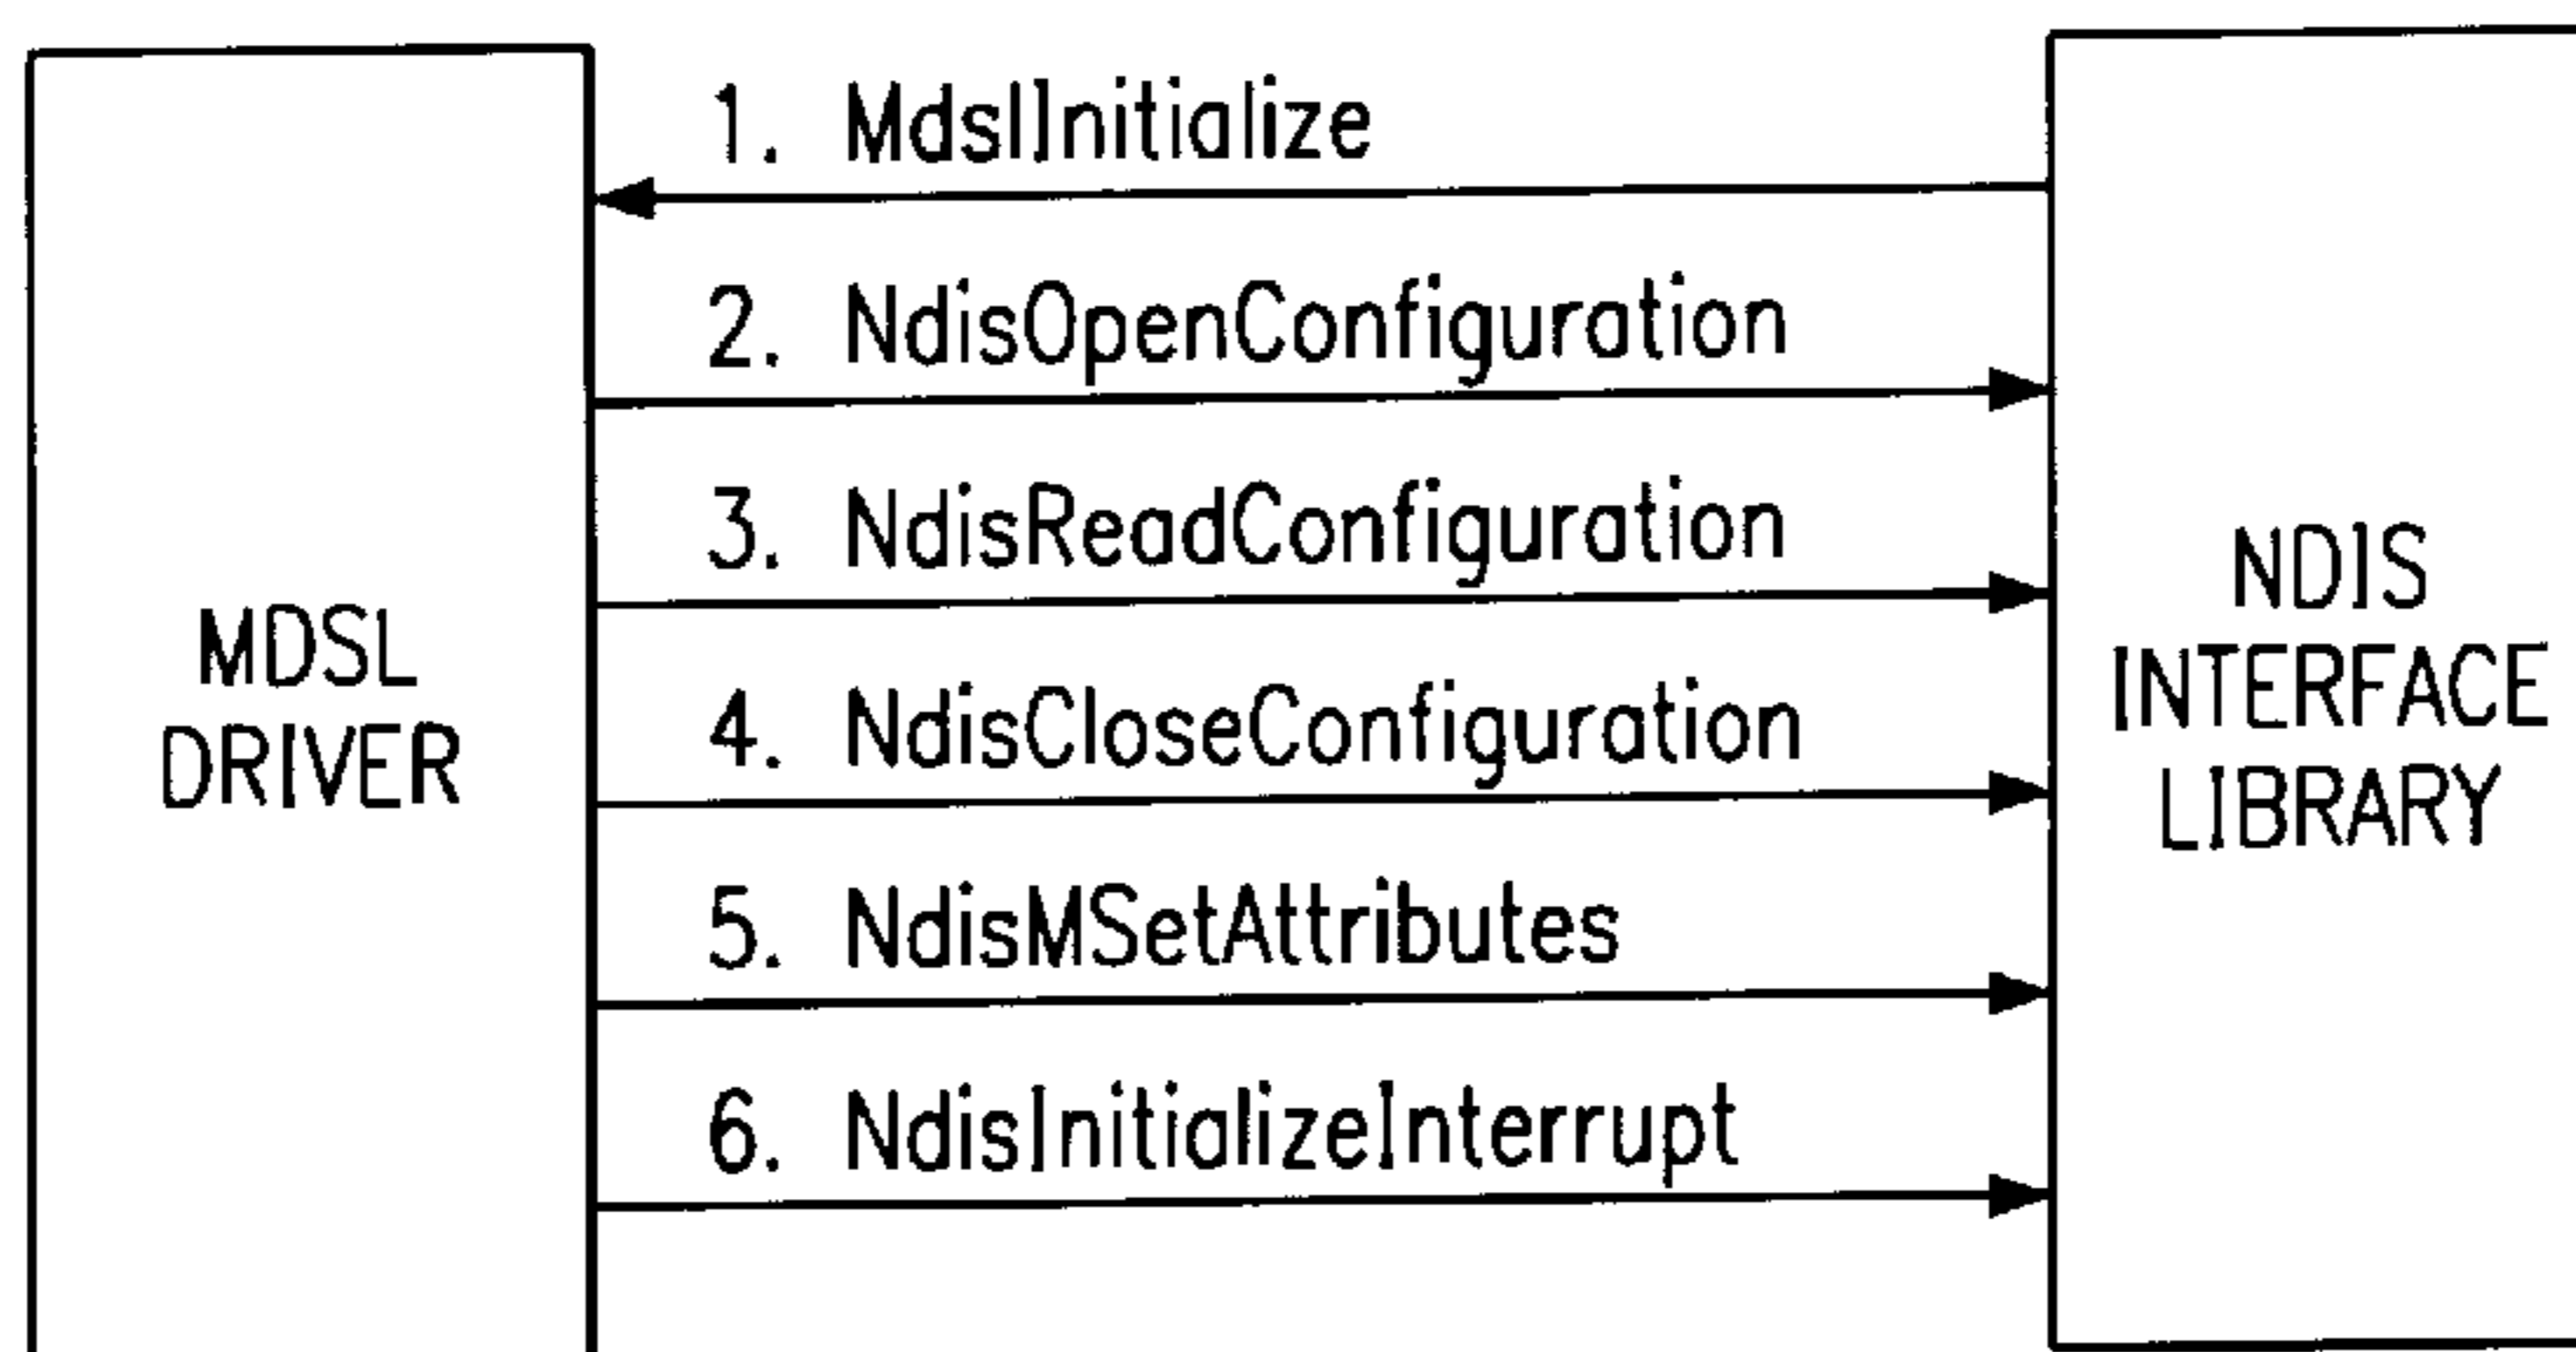 1. MdslInitialize
2. NdisOpenConfiguration
3. NdisReadConfiguration
4. NdisCloseConfiguration
5. NdisMSetAttributes
6. NdisInitializeInterrupt
MDSL
DRIVER
NDIS
INTERFACE
LIBRARY